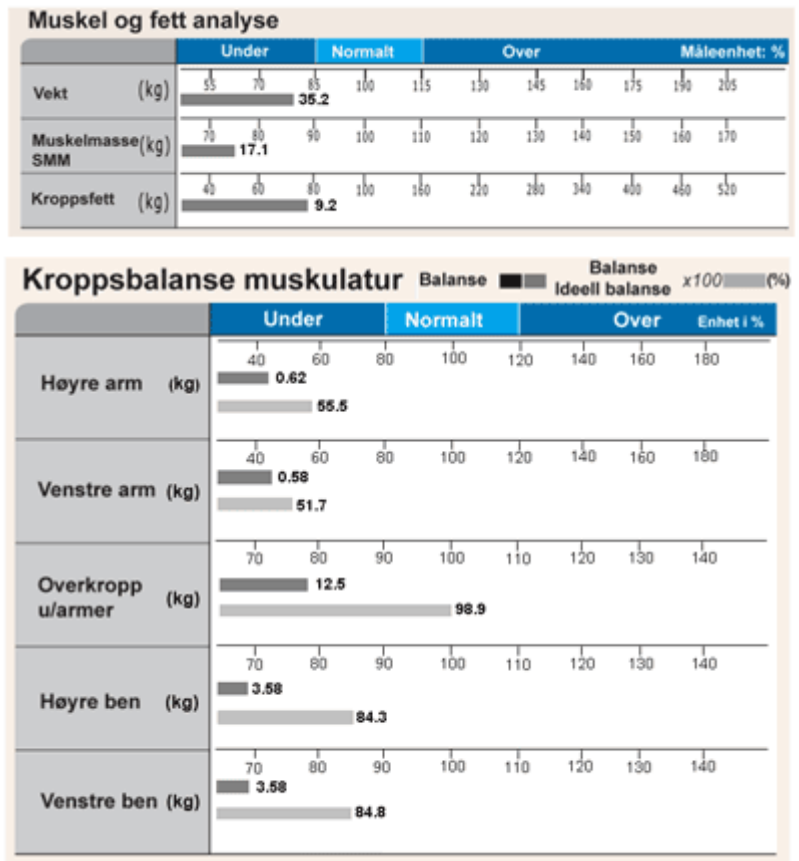 Muskel og fett analyse
Under Normalt Over Måleenhet: %
Vekt (kg) 55 70 85 100 115 130 145 160 175 190 205
35.2
Muskelmasse SMM (kg) 70 80 90 100 110 120 130 140 150 160 170
17.1
Kroppsfett (kg) 40 60 80 100 160 220 280 340 400 460 520
9.2
Kroppsbalanse muskulatur Balanse Balanse Ideell balanse x100 (%)
Under Normalt Over Enhet i %
40 60 80 100 120 140 160 180
Høyre arm (kg) 0.62
55.5
40 60 80 100 120 140 160 180
Venstre arm (kg) 0.58
51.7
70 80 90 100 110 120 130 140
Overkropp u/armer (kg) 12.5
98.9
70 80 90 100 110 120 130 140
Høyre ben (kg) 3.58
84.3
70 80 90 100 110 120 130 140
Venstre ben (kg) 3.58
84.8